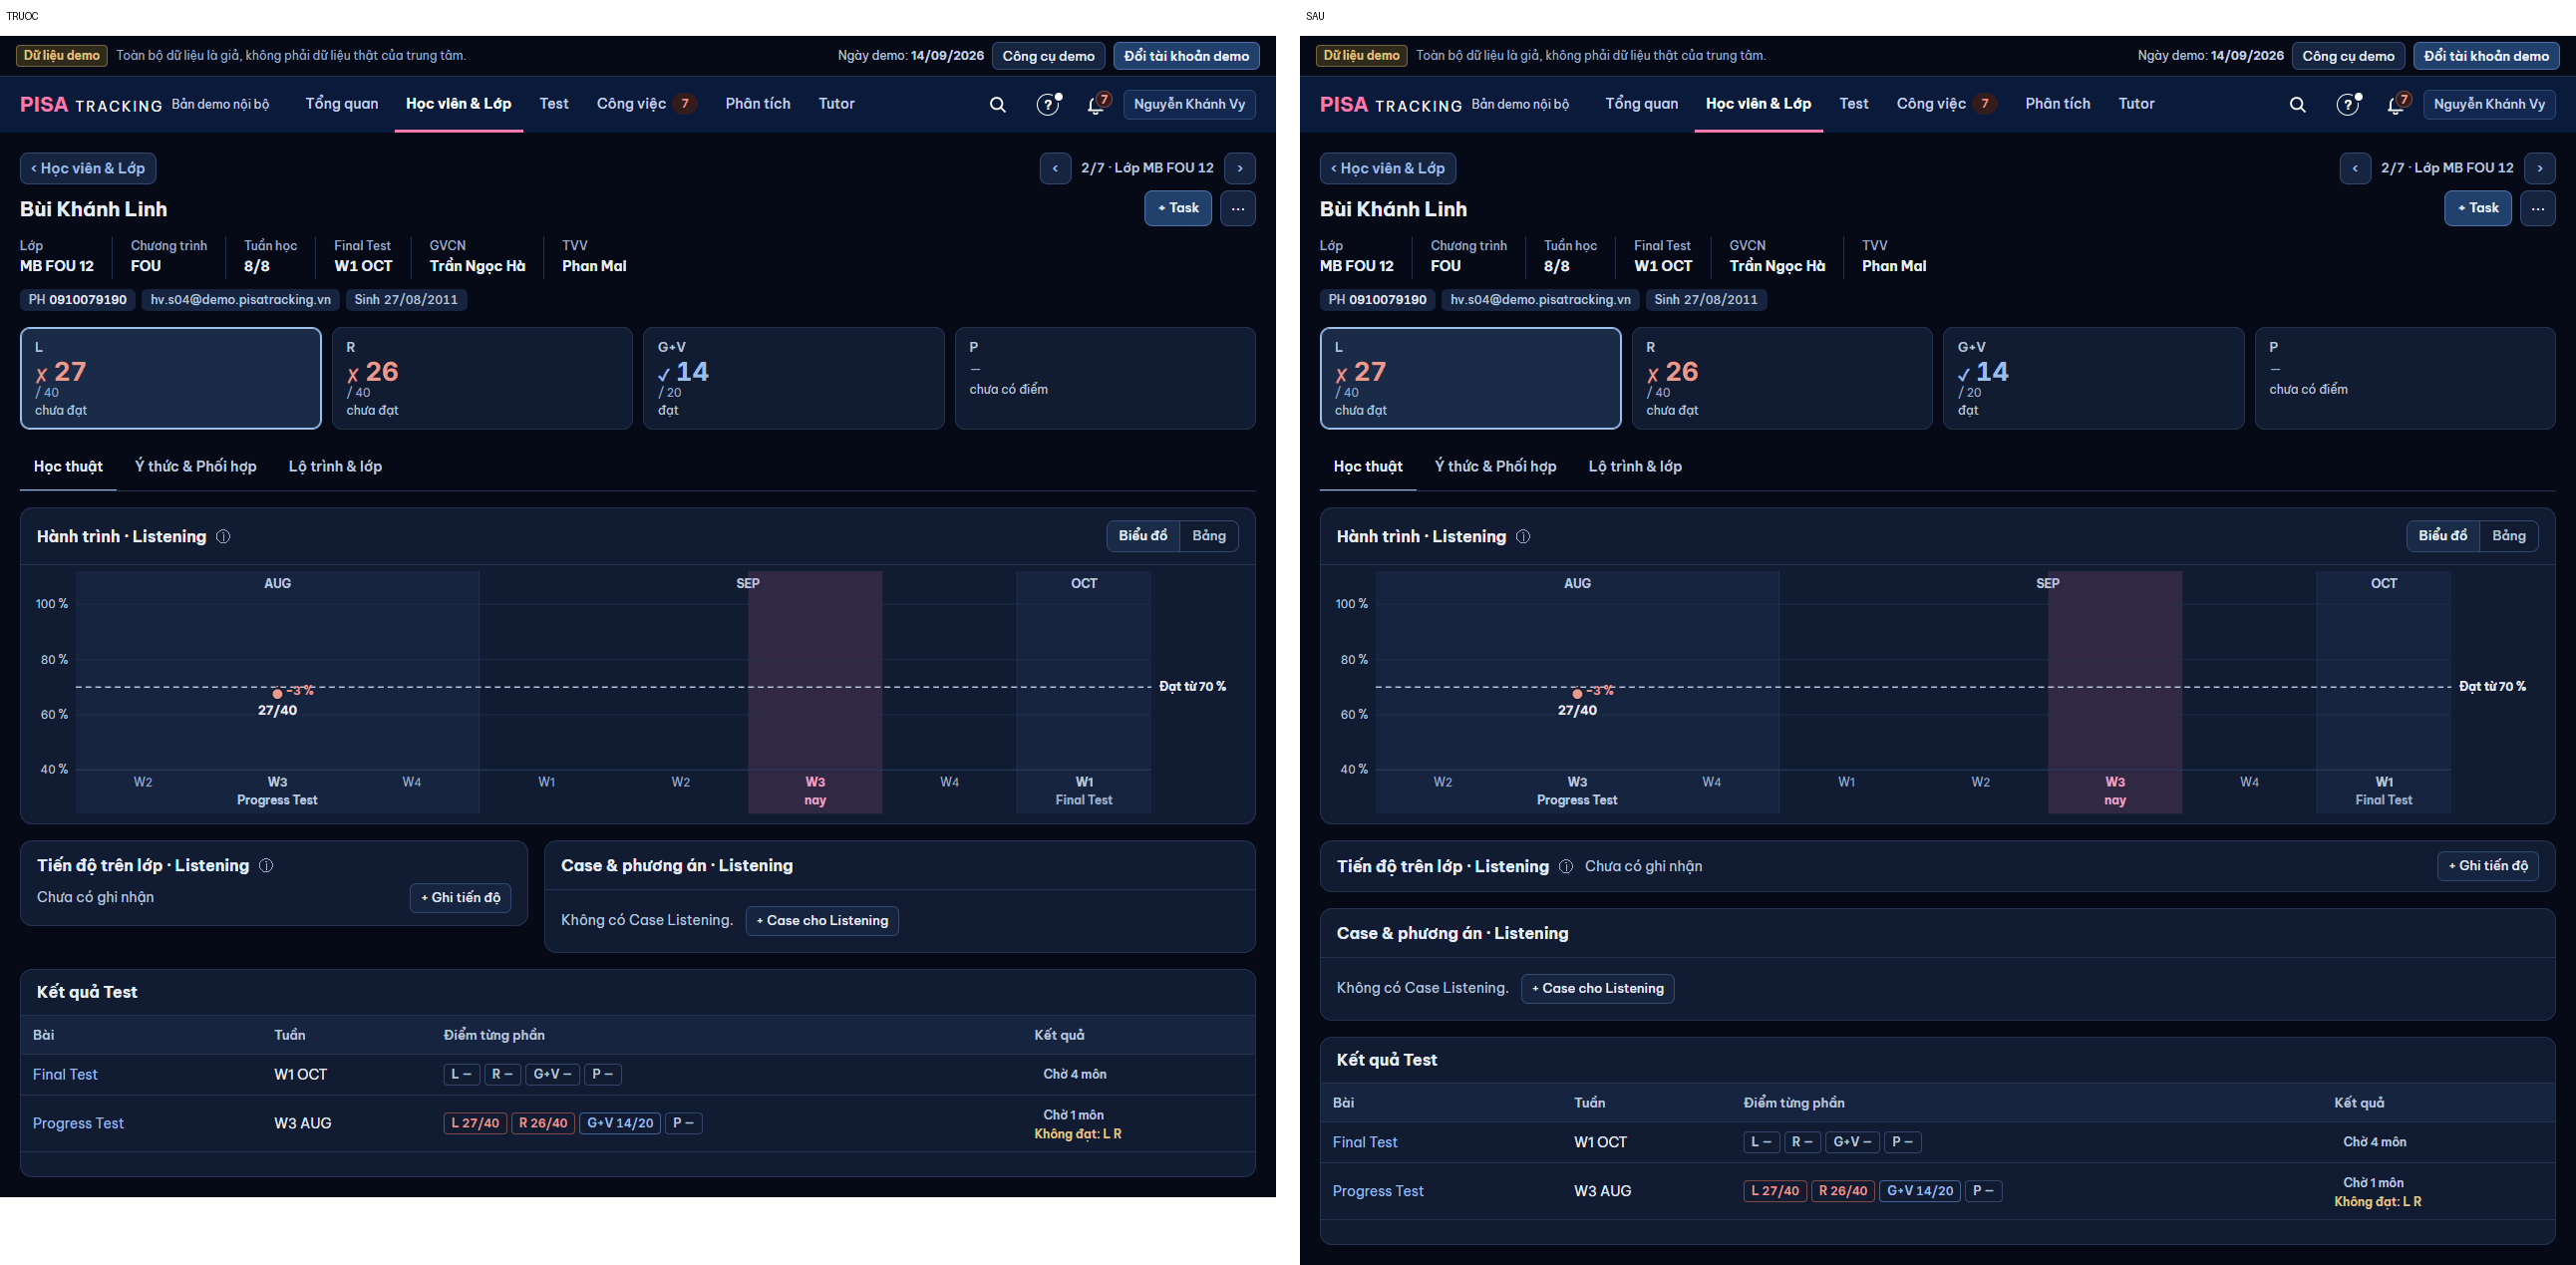 TRUOC
Dữ liệu demo Toàn bộ dữ liệu là giả, không phải dữ liệu thật của trung tâm. Ngày demo: 14/09/2026 Công cụ demo Đổi tài khoản demo
PISA TRACKING Bản demo nội bộ Tổng quan Học viên & Lớp Test Công việc 7 Phân tích Tutor ? 7 Nguyễn Khánh Vy
‹ Học viên & Lớp ‹ 2/7 · Lớp MB FOU 12 ›
Bùi Khánh Linh + Task ...
Lớp Chương trình Tuần học Final Test GVCN TVV
MB FOU 12 FOU 8/8 W1 OCT Trần Ngọc Hà Phan Mai
PH 0910079190 hv.s04@demo.pisatracking.vn Sinh 27/08/2011
L R G+V P
✗ 27 ✗ 26 ✓ 14 –
/ 40 / 40 / 20 chưa có điểm
chưa đạt chưa đạt đạt
Học thuật Ý thức & Phối hợp Lộ trình & lớp
Hành trình · Listening ⓘ Biểu đồ Bảng
AUG SEP OCT
100 %
80 %
-3 % Đạt từ 70 %
27/40
60 %
40 %
W2 W3 W4 W1 W2 W3 W4 W1
Progress Test nay Final Test
Tiến độ trên lớp · Listening ⓘ
Chưa có ghi nhận + Ghi tiến độ
Case & phương án · Listening
Không có Case Listening. + Case cho Listening
Kết quả Test
Bài Tuần Điểm từng phần Kết quả
Final Test W1 OCT L – R – G+V – P – Chờ 4 môn
Progress Test W3 AUG L 27/40 R 26/40 G+V 14/20 P – Chờ 1 môn
Không đạt: L R
SAU
Dữ liệu demo Toàn bộ dữ liệu là giả, không phải dữ liệu thật của trung tâm. Ngày demo: 14/09/2026 Công cụ demo Đổi tài khoản demo
PISA TRACKING Bản demo nội bộ Tổng quan Học viên & Lớp Test Công việc 7 Phân tích Tutor ? 7 Nguyễn Khánh Vy
‹ Học viên & Lớp ‹ 2/7 · Lớp MB FOU 12 ›
Bùi Khánh Linh + Task ...
Lớp Chương trình Tuần học Final Test GVCN TVV
MB FOU 12 FOU 8/8 W1 OCT Trần Ngọc Hà Phan Mai
PH 0910079190 hv.s04@demo.pisatracking.vn Sinh 27/08/2011
L R G+V P
✗ 27 ✗ 26 ✓ 14 –
/ 40 / 40 / 20 chưa có điểm
chưa đạt chưa đạt đạt
Học thuật Ý thức & Phối hợp Lộ trình & lớp
Hành trình · Listening ⓘ Biểu đồ Bảng
AUG SEP OCT
100 %
80 %
-3 % Đạt từ 70 %
27/40
60 %
40 %
W2 W3 W4 W1 W2 W3 W4 W1
Progress Test nay Final Test
Tiến độ trên lớp · Listening ⓘ Chưa có ghi nhận + Ghi tiến độ
Case & phương án · Listening
Không có Case Listening. + Case cho Listening
Kết quả Test
Bài Tuần Điểm từng phần Kết quả
Final Test W1 OCT L – R – G+V – P – Chờ 4 môn
Progress Test W3 AUG L 27/40 R 26/40 G+V 14/20 P – Chờ 1 môn
Không đạt: L R